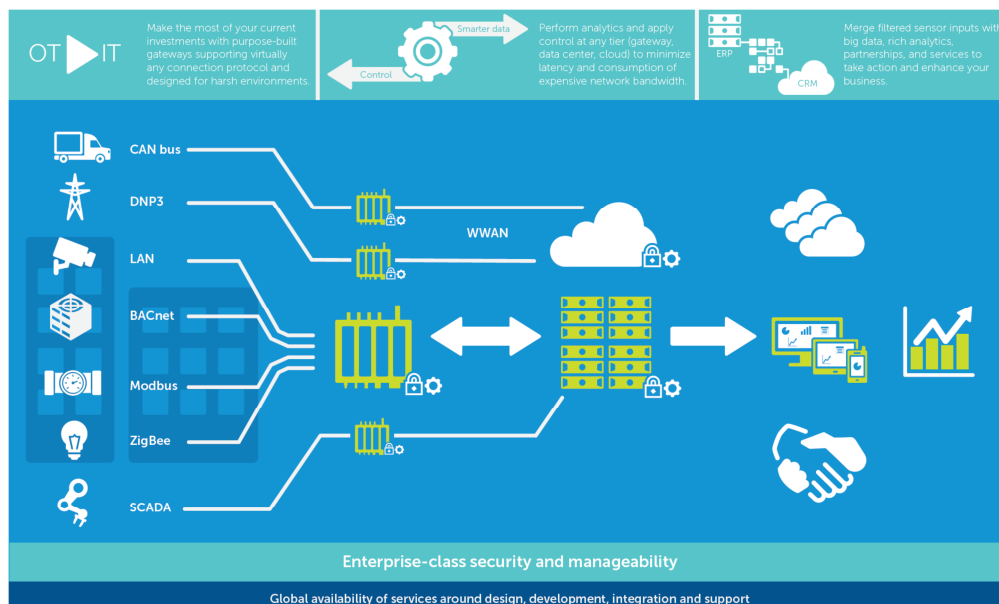 OT IT
Make the most of your current
investments with purpose-built
gateways supporting virtually
any connection protocol and
designed for harsh environments.
Smarter data
Control
Perform analytics and apply
control at any tier (gateway,
data center, cloud) to minimize
latency and consumption of
expensive network bandwidth.
ERP
CRM
Merge filtered sensor inputs with
big data, rich analytics,
partnerships, and services to
take action and enhance your
business.
CAN bus
DNP3
LAN
BACnet
Modbus
ZigBee
SCADA
WWAN
Enterprise-class security and manageability
Global availability of services around design, development, integration and support